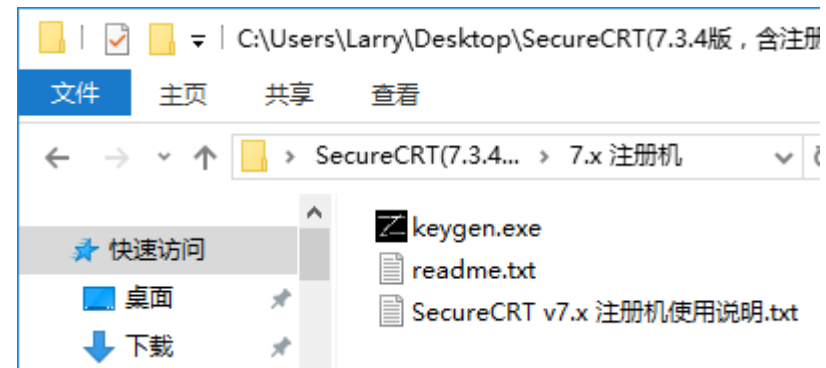 C:\Users\Larry\Desktop\SecureCRT(7.3.4版，含注册
文件 主页 共享 查看
SecureCRT(7.3.4... › 7.x 注册机
快速访问
桌面
下载
keygen.exe
readme.txt
SecureCRT v7.x 注册机使用说明.txt